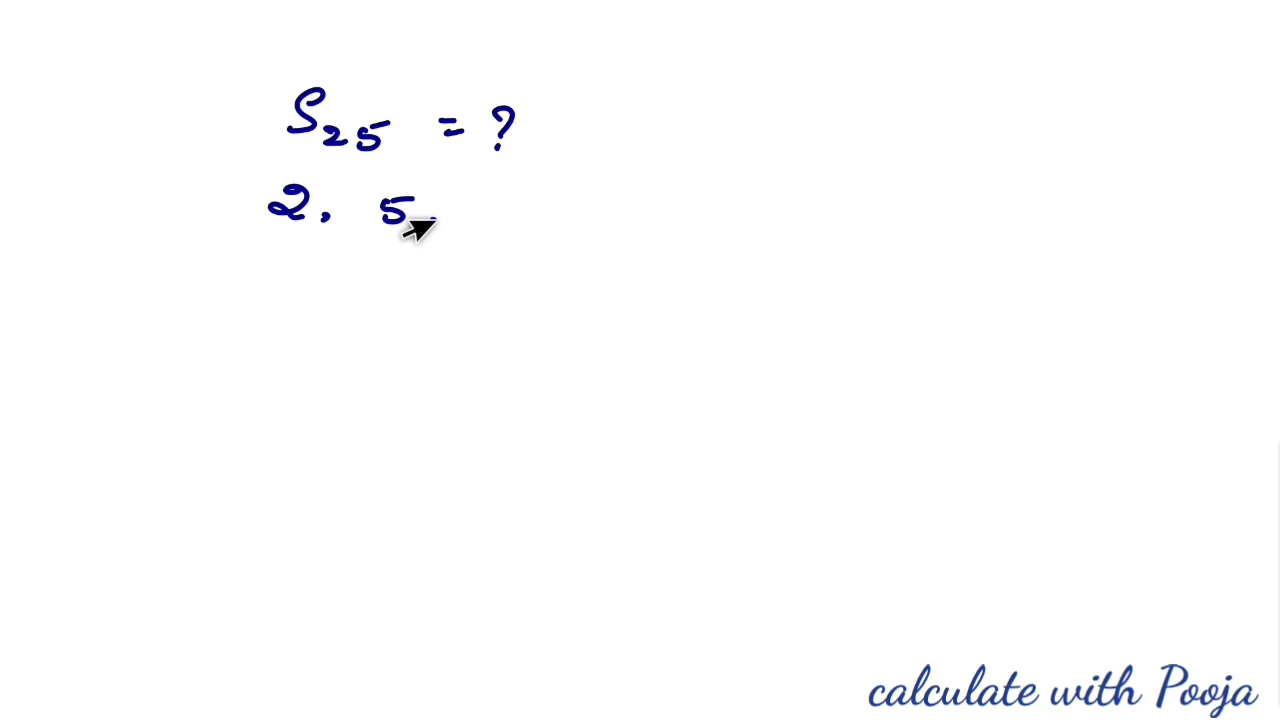 S₂₅ = ?
2, 5,
calculate with Pooja